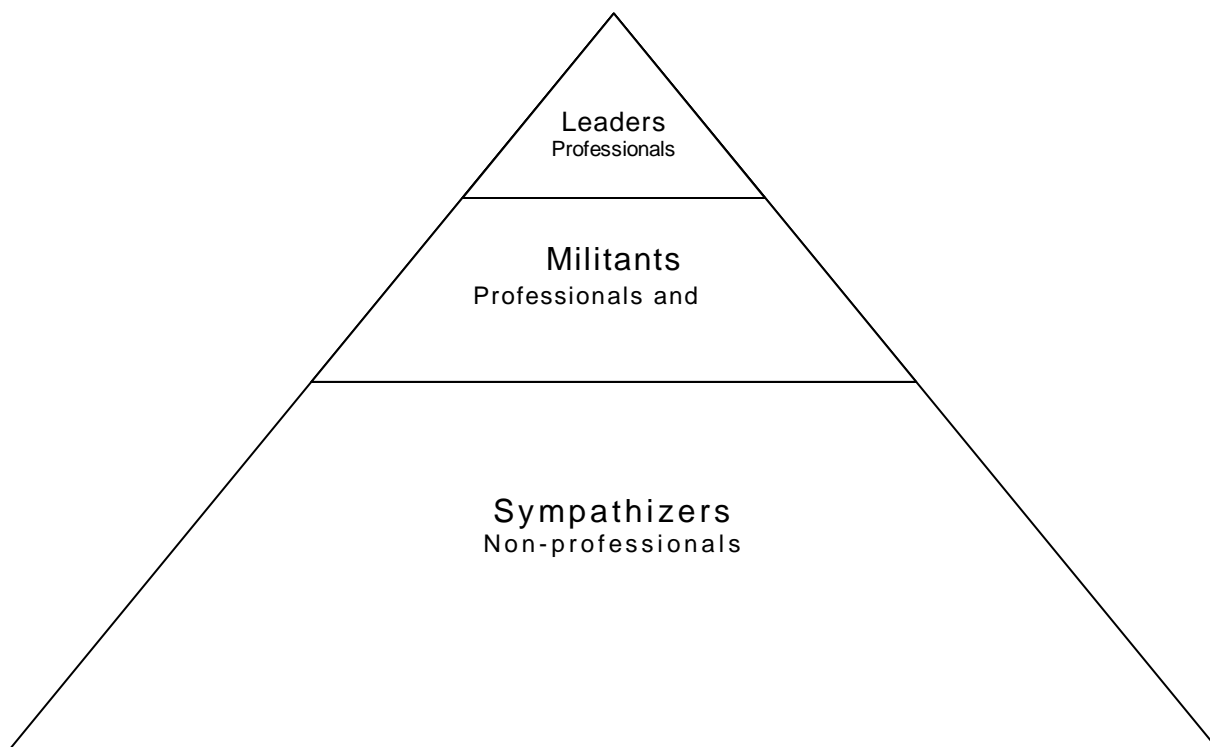 Leaders
Professionals
Militants
Professionals and
Sympathizers
Non-professionals